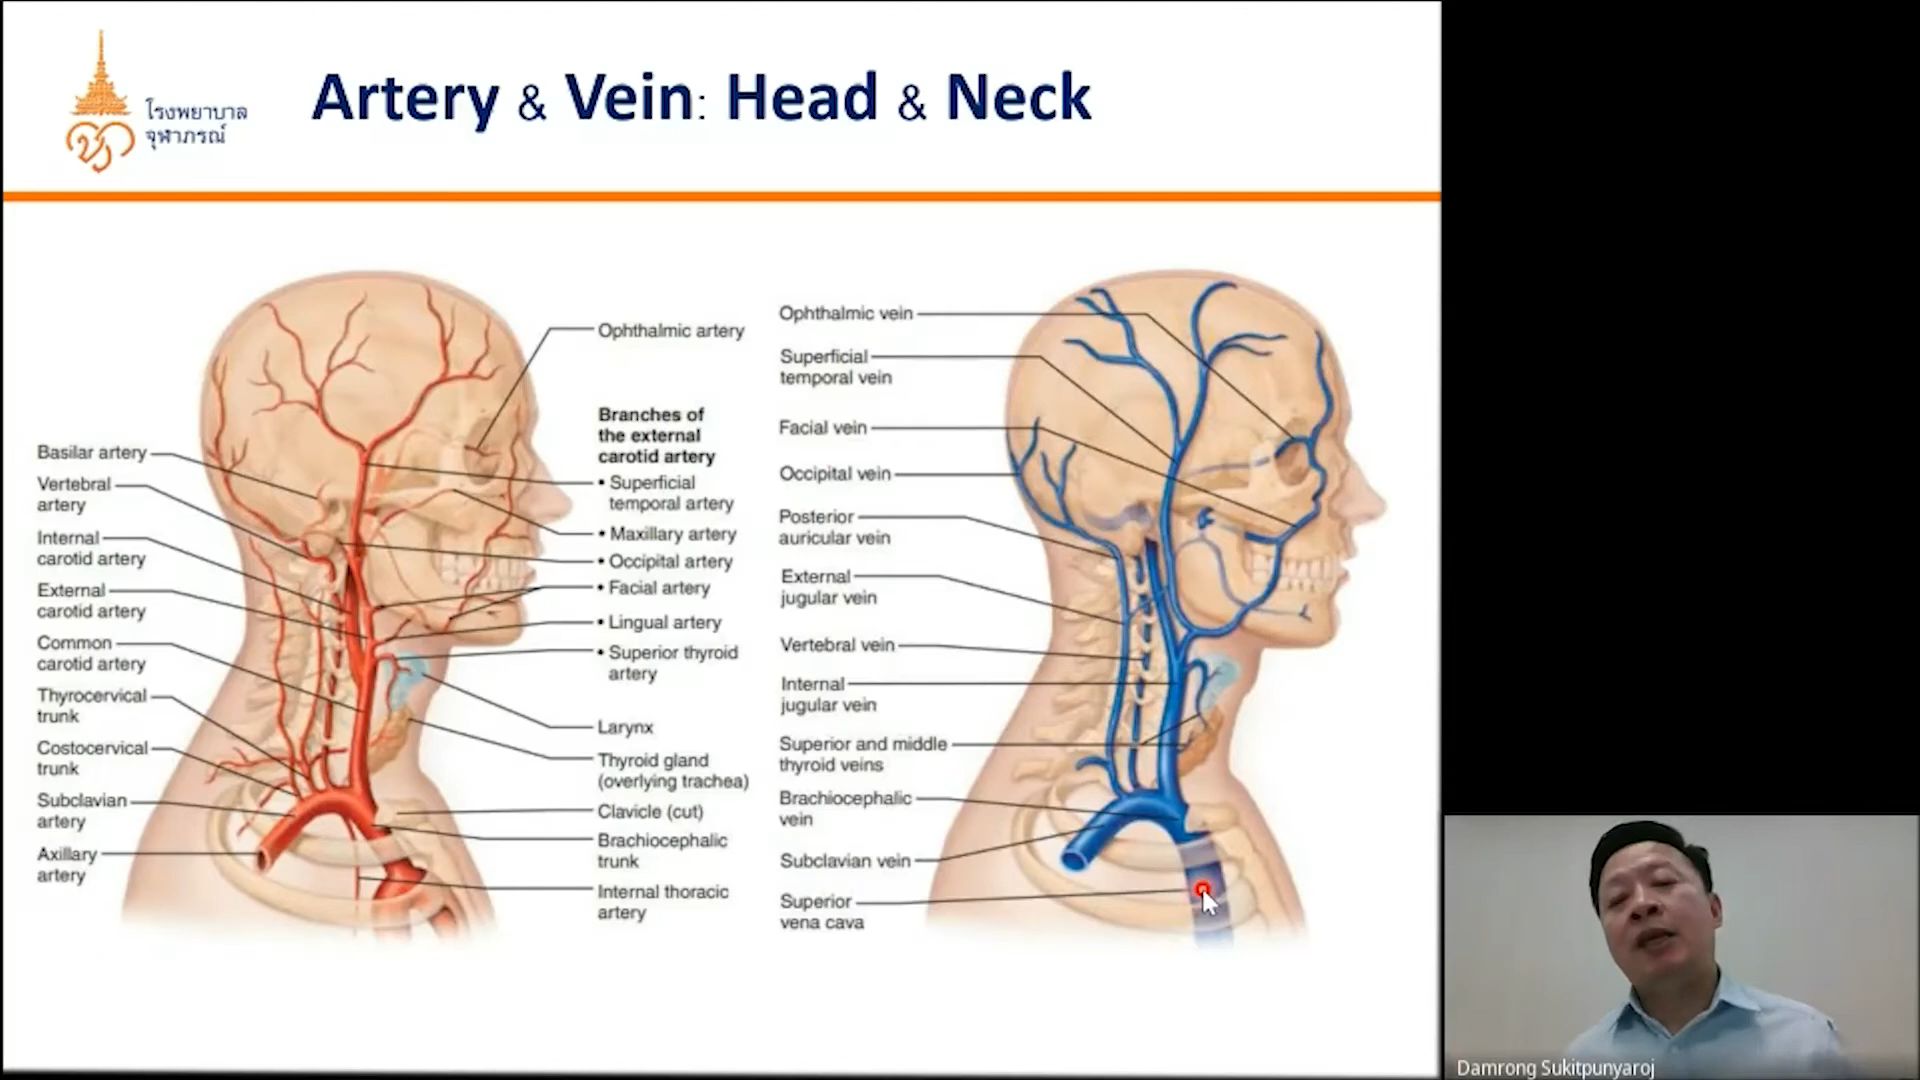 โรงพยาบาล
จุฬาภรณ์
Artery & Vein: Head & Neck
Basilar artery
Vertebral
artery
Internal
carotid artery
External
carotid artery
Common
carotid artery
Thyrocervical
trunk
Costocervical
trunk
Subclavian
artery
Axillary
artery
Ophthalmic artery
Branches of
the external
carotid artery
• Superficial
temporal artery
• Maxillary artery
• Occipital artery
• Facial artery
• Lingual artery
• Superior thyroid
artery
Larynx
Thyroid gland
(overlying trachea)
Clavicle (cut)
Brachiocephalic
trunk
Internal thoracic
artery
Ophthalmic vein
Superficial
temporal vein
Facial vein
Occipital vein
Posterior
auricular vein
External
jugular vein
Vertebral vein
Internal
jugular vein
Superior and middle
thyroid veins
Brachiocephalic
vein
Subclavian vein
Superior
vena cava
Damrong Sukitpunyaroj